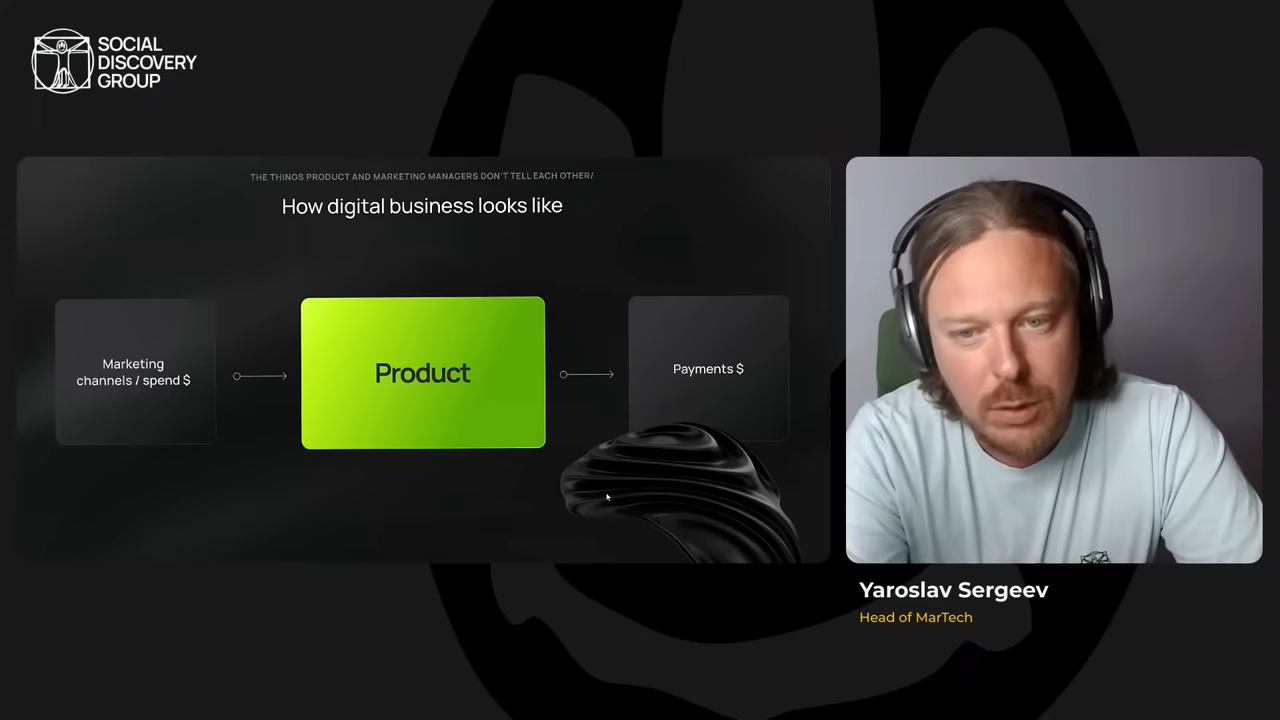 SOCIAL
DISCOVERY
GROUP
THE THINGS PRODUCT AND MARKETING MANAGERS DON'T TELL EACH OTHER/
How digital business looks like
Marketing
channels / spend $
Product
Payments $
Yaroslav Sergeev
Head of MarTech